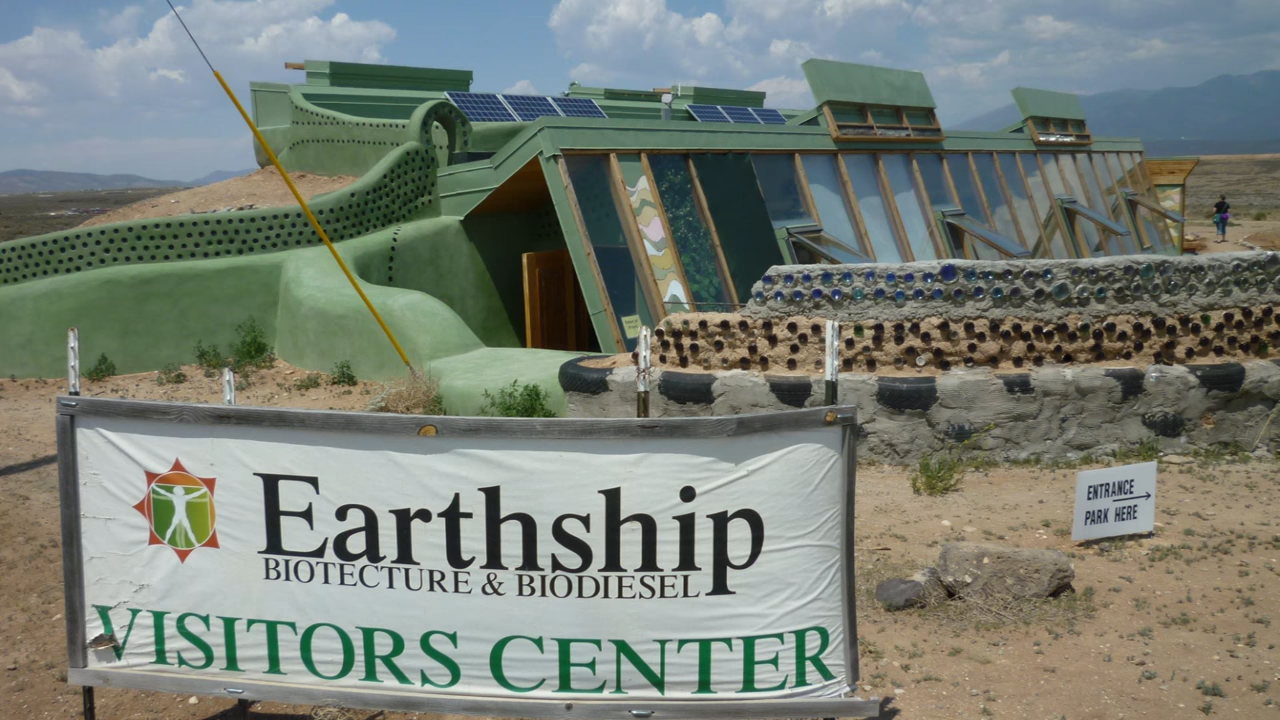 Earthship
BIOTECTURE & BIODIESEL
VISITORS CENTER
ENTRANCE
PARK HERE